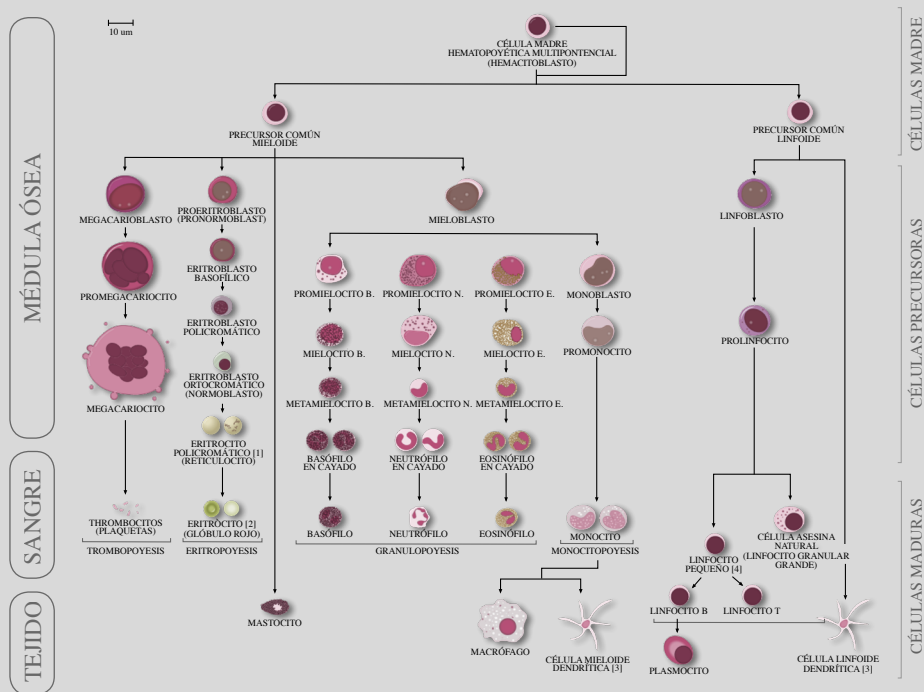 10 um
CÉLULA MADRE
HEMATOPOYÉTICA MULTIPONTENCIAL
(HEMACITOBLASTO)
PRECURSOR COMÚN
MIELOIDE
PRECURSOR COMÚN
LINFOIDE
MEGACARIOBLASTO
PROERITROBLASTO
(PRONORMOBLAST)
MIELOBLASTO
LINFOBLASTO
ERITROBLASTO
BASOFÍLICO
PROMEGACARIOCITO
PROMIELOCITO B.
PROMIELOCITO N.
PROMIELOCITO E.
MONOBLASTO
ERITROBLASTO
POLICROMÁTICO
PROLINFOCITO
MIELOCITO B.
MIELOCITO N.
MIELOCITO E.
PROMONOCITO
ERITROBLASTO
ORTOCROMÁTICO
(NORMOBLASTO)
MEGACARIOCITO
METAMIELOCITO B.
METAMIELOCITO N.
METAMIELOCITO E.
ERITROCITO
POLICROMÁTICO [1]
(RETICULOCITO)
BASÓFILO
EN CAYADO
NEUTRÓFILO
EN CAYADO
EOSINÓFILO
EN CAYADO
THROMBOCITOS
(PLAQUETAS)
ERITROCITO [2]
(GLÓBULO ROJO)
BASÓFILO
NEUTRÓFILO
EOSINÓFILO
MONOCITO
CÉLULA ASESINA
NATURAL
(LINFOCITO GRANULAR
GRANDE)
LINFOCITO
PEQUEÑO [4]
TROMBOPOYESIS
ERITROPOYESIS
GRANULOPOYESIS
MONOCITOPOYESIS
MASTOCITO
LINFOCITO B
LINFOCITO T
MACRÓFAGO
CÉLULA MIELOIDE
DENDRÍTICA [3]
PLASMOCITO
CÉLULA LINFOIDE
DENDRÍTICA [3]
MÉDULA ÓSEA
SANGRE
TEJIDO
CÉLULAS MADRE
CÉLULAS PRECURSORAS
CÉLULAS MADURAS